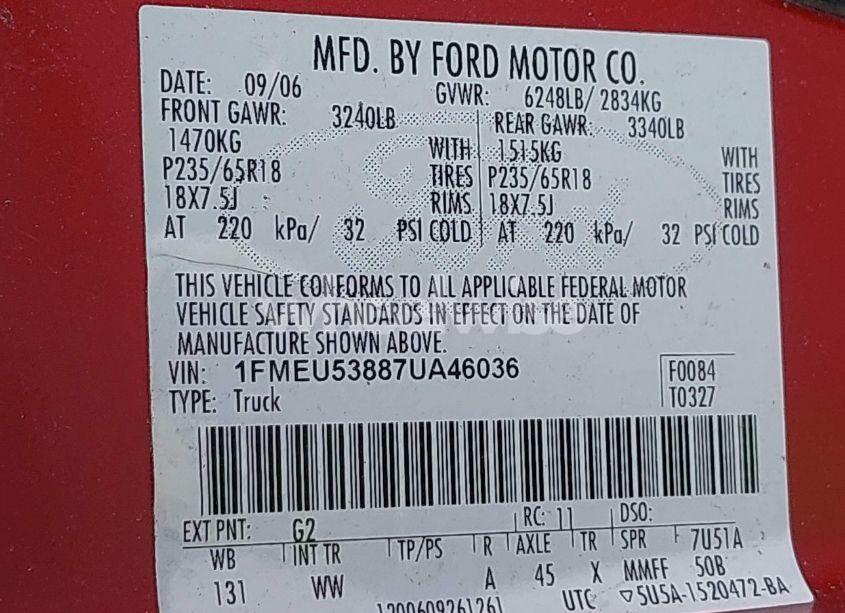 MFD. BY FORD MOTOR CO.
DATE: 09/06 GVWR: 6248LB/ 2834KG
FRONT GAWR: 3240LB REAR GAWR: 3340LB
1470KG WITH 1515KG WITH
P235/65R18 TIRES P235/65R18 TIRES
18X7.5J RIMS 18X7.5J RIMS
AT 220 kPa/ 32 PSI COLD AT 220 kPa/ 32 PSI COLD
THIS VEHICLE CONFORMS TO ALL APPLICABLE FEDERAL MOTOR
VEHICLE SAFETY STANDARDS IN EFFECT ON THE DATE OF
MANUFACTURE SHOWN ABOVE.
VIN: 1FMEU53887UA46036 F0084
TYPE: Truck T0327
EXT PNT: G2 RC: 11 DSO:
WB INT TR TP/PS R AXLE TR SPR 7U51A
131 WW A 45 X MMFF 50B
1200609261261 UTC ▽5U5A-1520472-BA